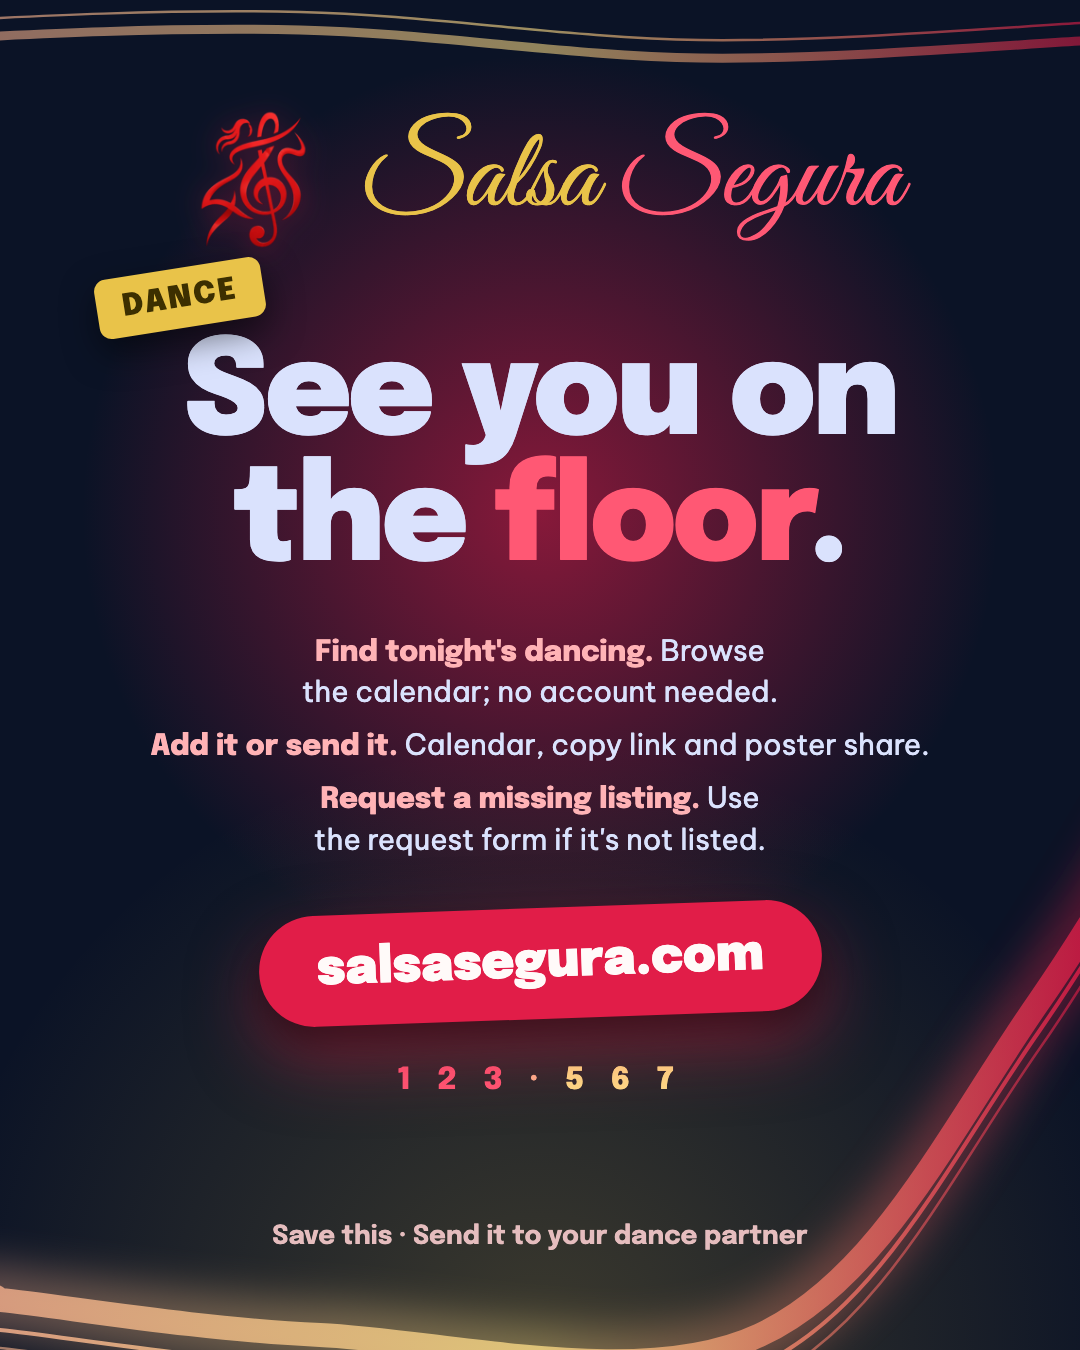 Salsa Segura
DANCE
See you on
the floor.
Find tonight's dancing. Browse
the calendar; no account needed.
Add it or send it. Calendar, copy link and poster share.
Request a missing listing. Use
the request form if it's not listed.
salsasegura.com
1 2 3 · 5 6 7
Save this · Send it to your dance partner